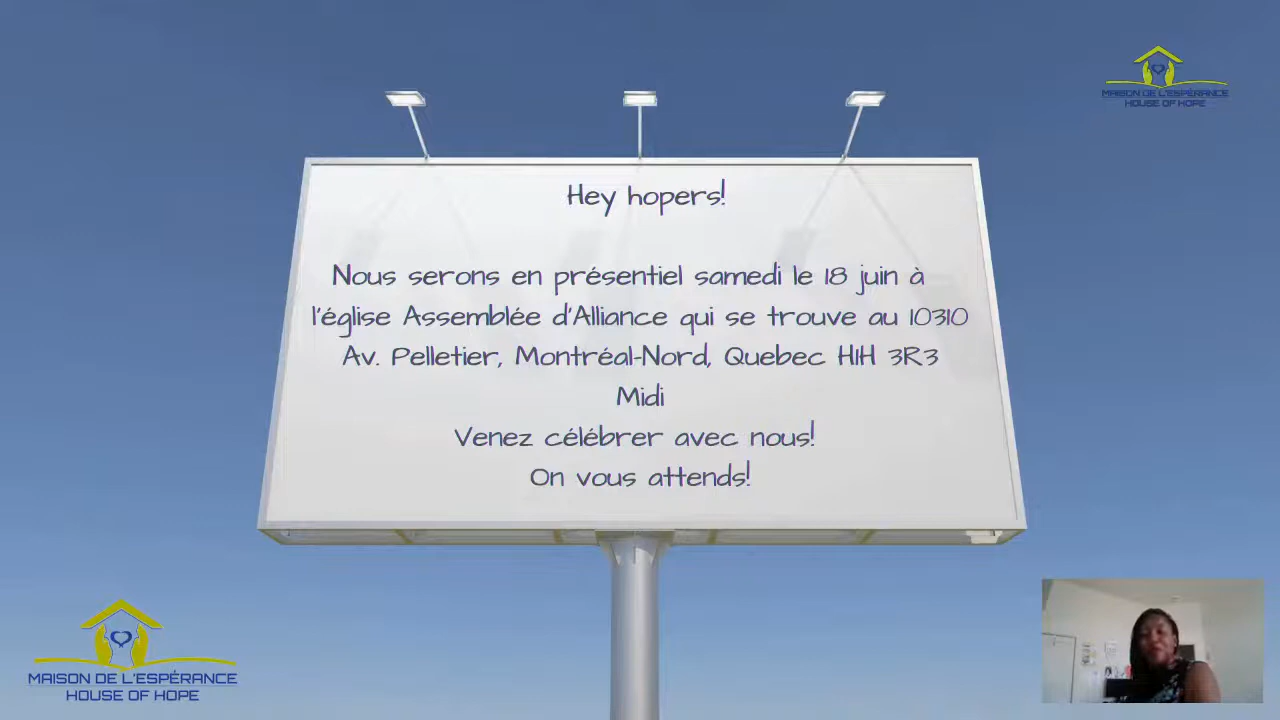 MAISON DE L'ESPÉRANCE
HOUSE OF HOPE
Hey hopers!
Nous serons en présentiel samedi le 18 juin à
l'église Assemblée d'Alliance qui se trouve au 10310
Av. Pelletier, Montréal-Nord, Quebec H1H 3R3
Midi
Venez célébrer avec nous!
On vous attends!
MAISON DE L'ESPÉRANCE
HOUSE OF HOPE